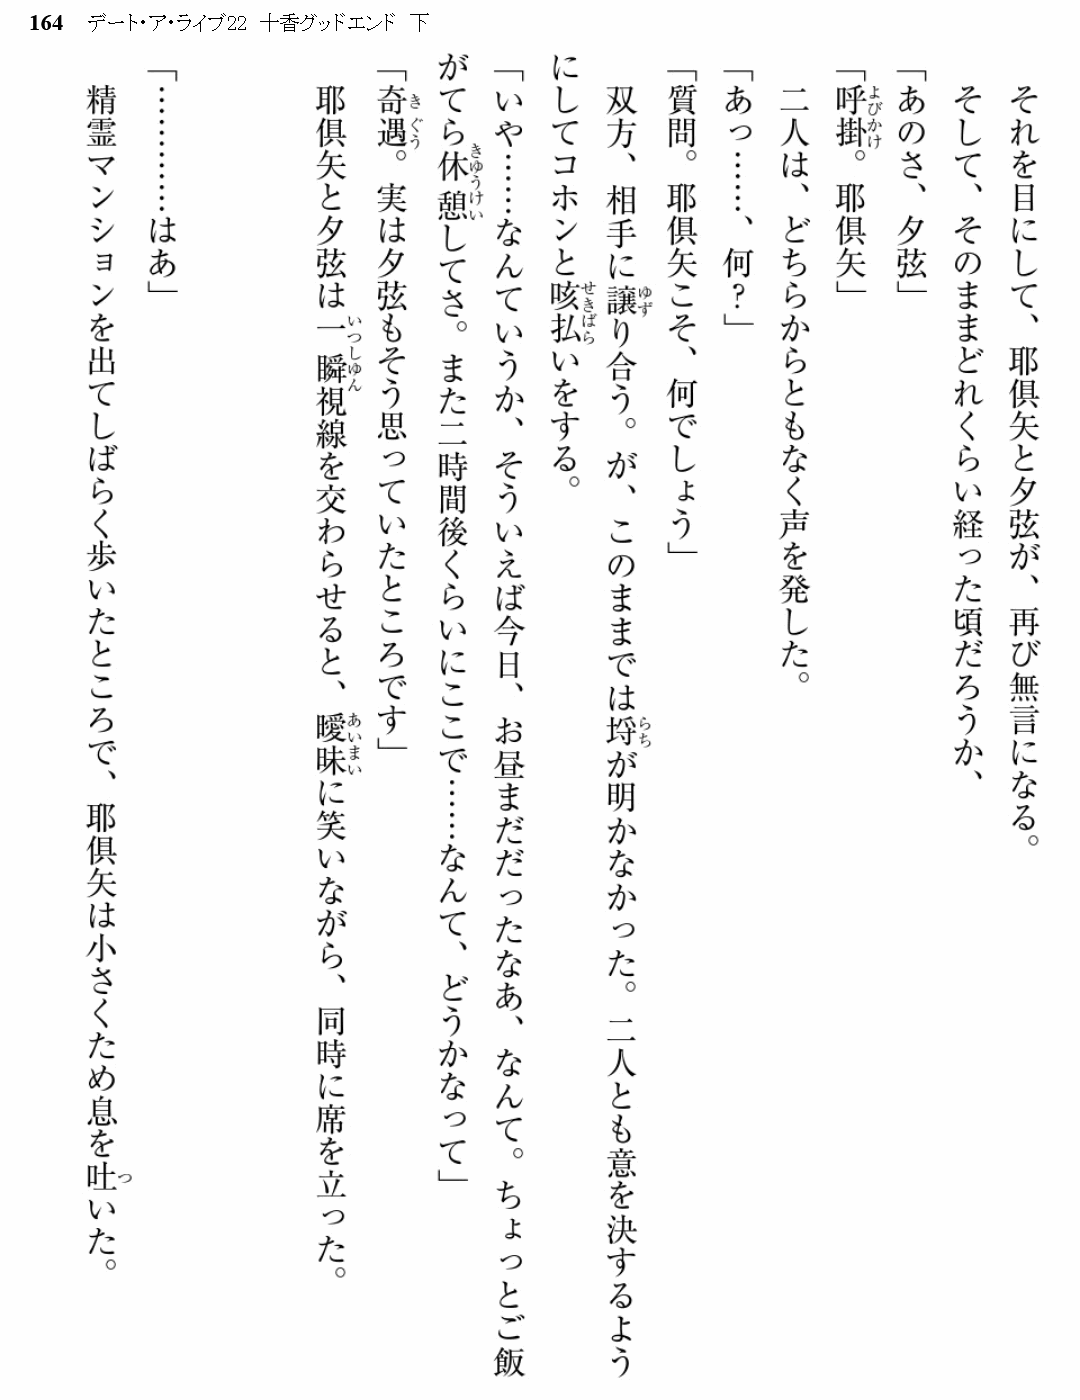 164 デート・ア・ライブ22 十香グッドエンド 下
それを目にして、耶倶矢と夕弦が、再び無言になる。
そして、そのままどれくらい経った頃だろうか、
「あのさ、夕弦」
「呼掛。耶倶矢」
二人は、どちらからともなく声を発した。
「あっ……、何?」
「質問。耶倶矢こそ、何でしょう」
双方、相手に譲り合う。が、このままでは埒が明かなかった。二人とも意を決するよう
にしてコホンと咳払いをする。
「いや……なんていうか、そういえば今日、お昼まだだったなあ、なんて。ちょっとご飯
がてら休憩してさ。また二時間後くらいにここで……なんて、どうかなって」
「奇遇。実は夕弦もそう思っていたところです」
耶倶矢と夕弦は一瞬視線を交わらせると、曖昧に笑いながら、同時に席を立った。
「…………はあ」
精霊マンションを出てしばらく歩いたところで、耶倶矢は小さくため息を吐いた。